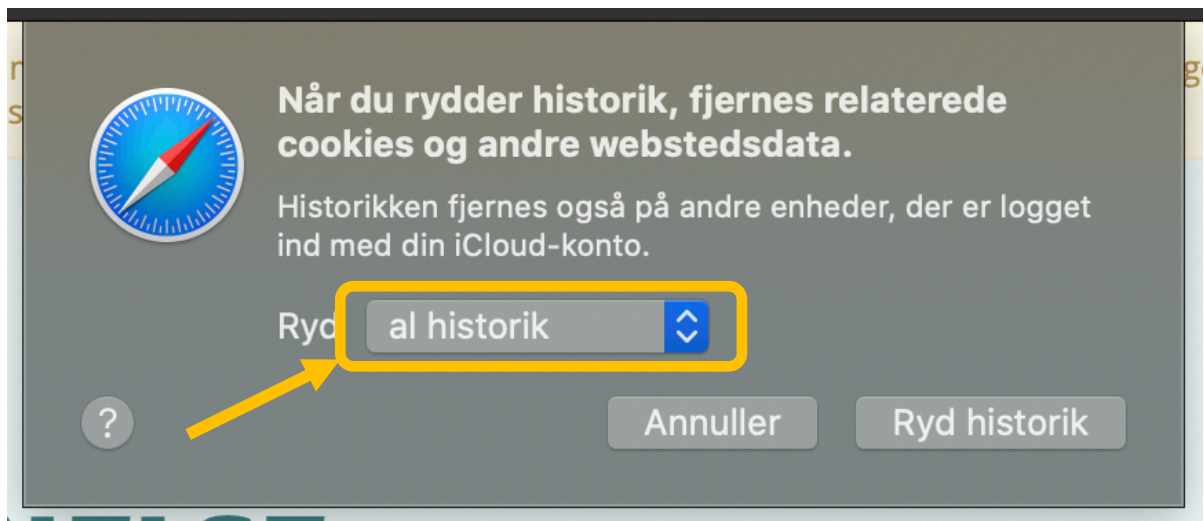 Når du rydder historik, fjernes relaterede
cookies og andre webstedsdata.
Historikken fjernes også på andre enheder, der er logget
ind med din iCloud-konto.
Ryd al historik
?
Annuller Ryd historik